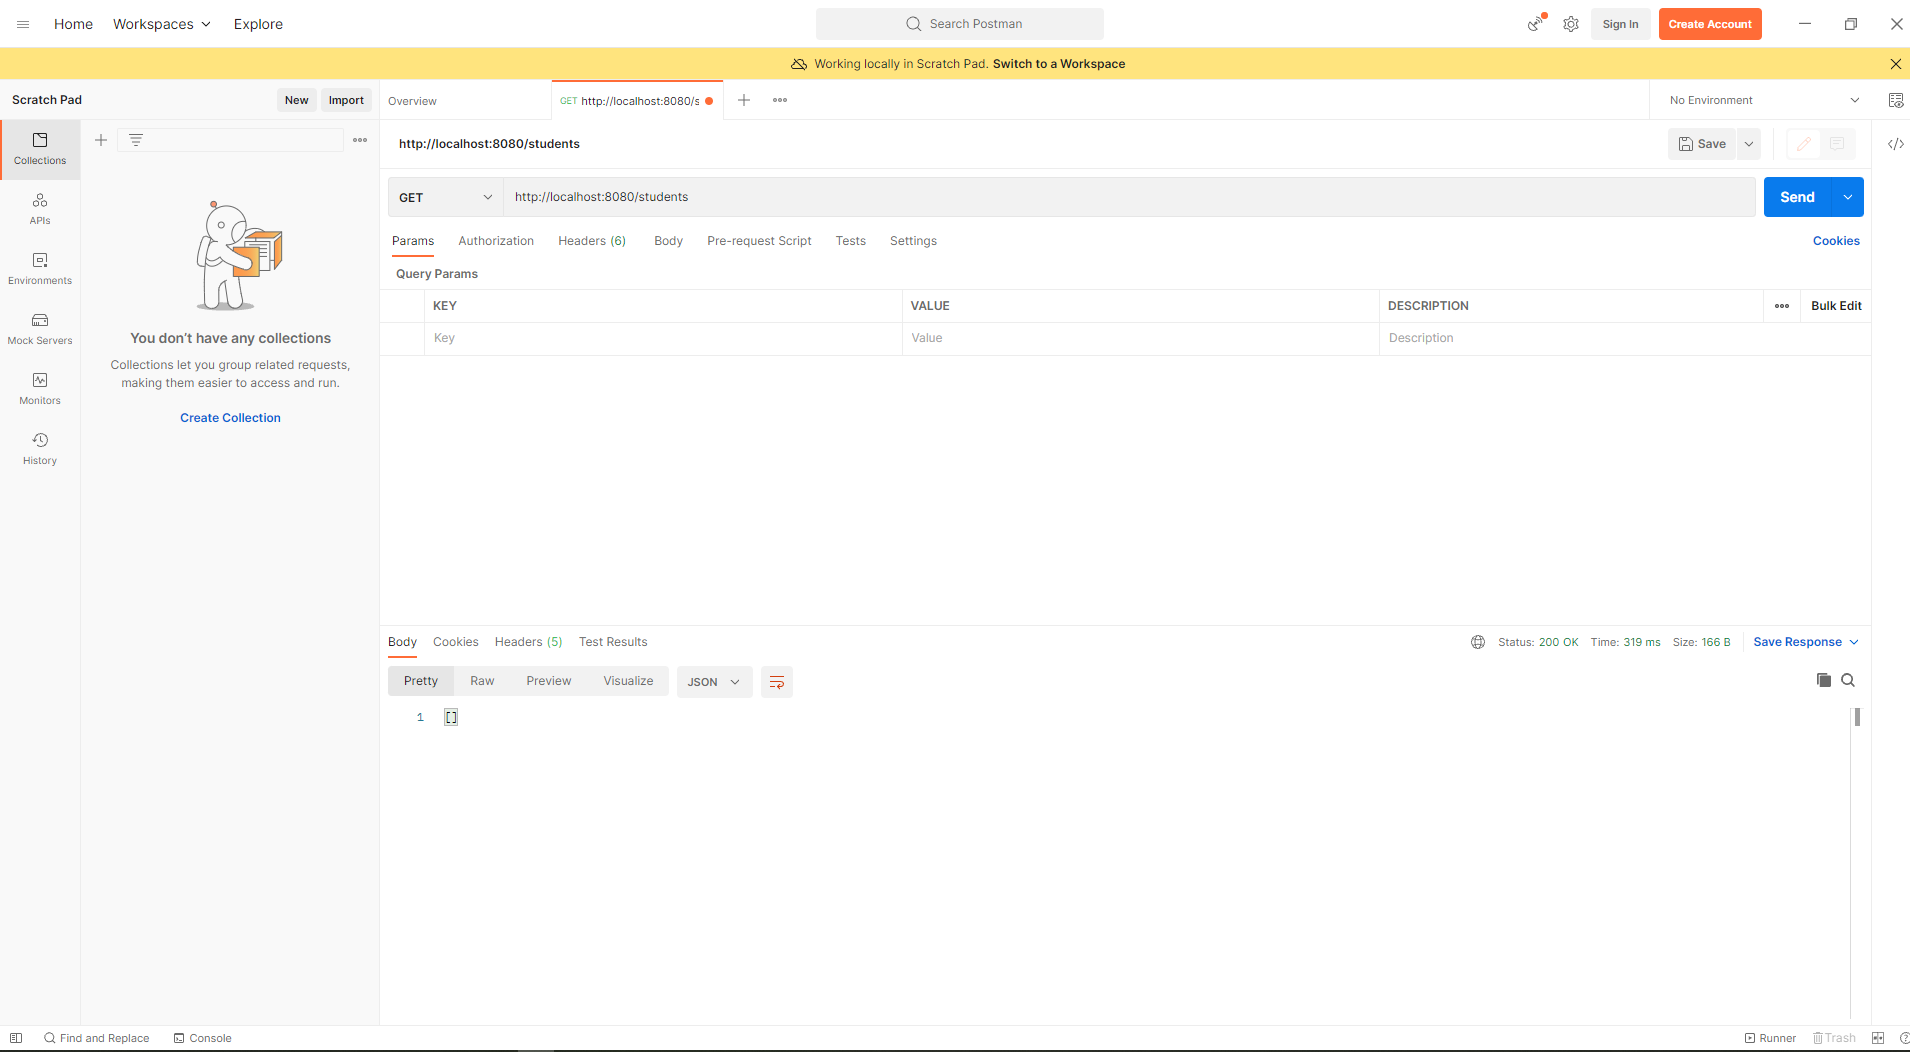 Home Workspaces Explore Search Postman Sign In Create Account
Working locally in Scratch Pad. Switch to a Workspace
Scratch Pad New Import Overview GET http://localhost:8080/s No Environment
Collections
http://localhost:8080/students Save
GET http://localhost:8080/students Send
APIs
Params Authorization Headers (6) Body Pre-request Script Tests Settings Cookies
Query Params
Environments
KEY VALUE DESCRIPTION Bulk Edit
Key Value Description
Mock Servers
You don't have any collections
Collections let you group related requests,
making them easier to access and run.
Monitors
Create Collection
History
Body Cookies Headers (5) Test Results Status: 200 OK Time: 319 ms Size: 166 B Save Response
Pretty Raw Preview Visualize JSON
1 []
Find and Replace Console Runner Trash